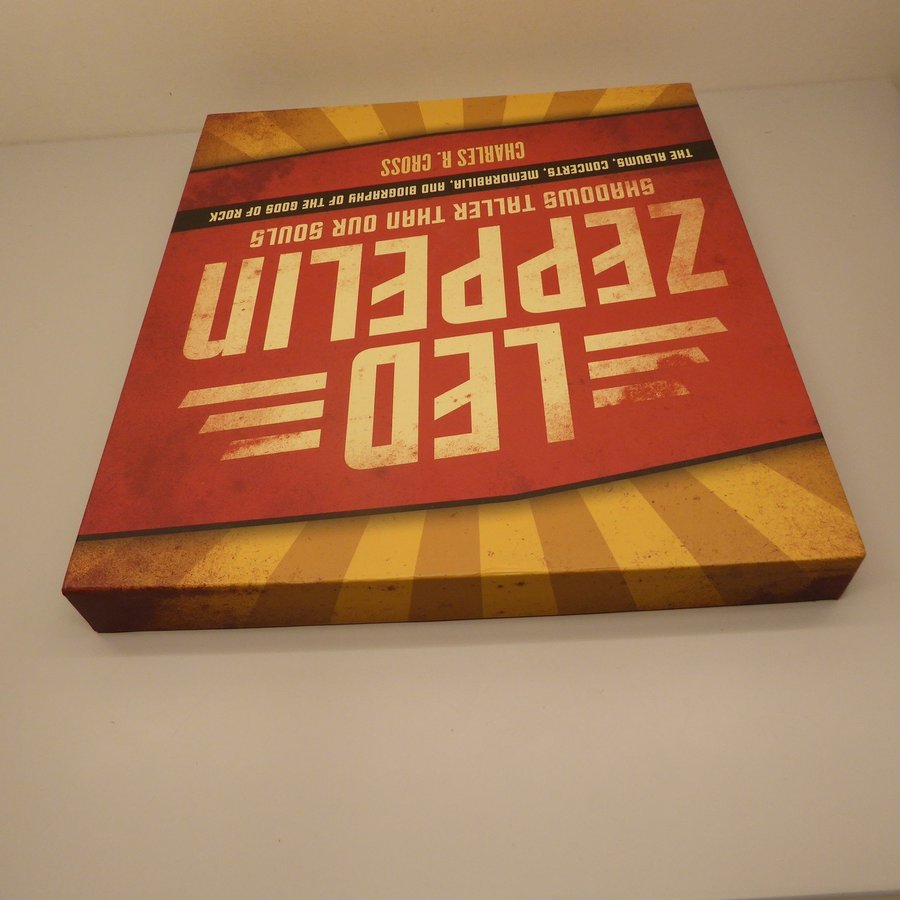 LED
ZEPPELIN
SHADOWS TALLER THAN OUR SOULS
THE ALBUMS, CONCERTS, MEMORABILIA, AND BIOGRAPHY OF THE GODS OF ROCK
CHARLES R. CROSS